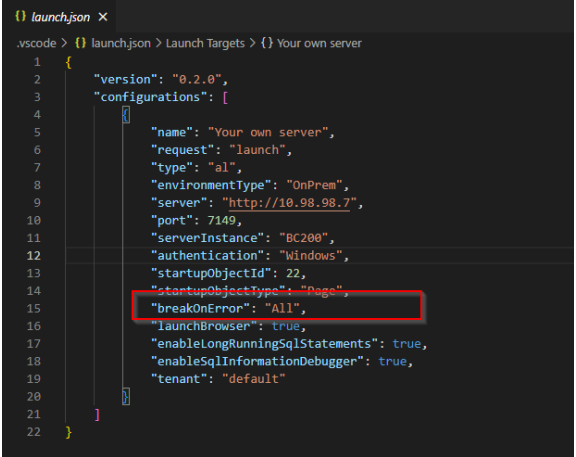 {} launch.json ×
.vscode > {} launch.json > Launch Targets > {} Your own server
1 {
2 "version": "0.2.0",
3 "configurations": [
4 {
5 "name": "Your own server",
6 "request": "launch",
7 "type": "al",
8 "environmentType": "OnPrem",
9 "server": "http://10.98.98.7",
10 "port": 7149,
11 "serverInstance": "BC200",
12 "authentication": "Windows",
13 "startupObjectId": 22,
14 "startupObjectType": "Page",
15 "breakOnError": "All",
16 "launchBrowser": true,
17 "enableLongRunningSqlStatements": true,
18 "enableSqlInformationDebugger": true,
19 "tenant": "default"
20 }
21 ]
22 }